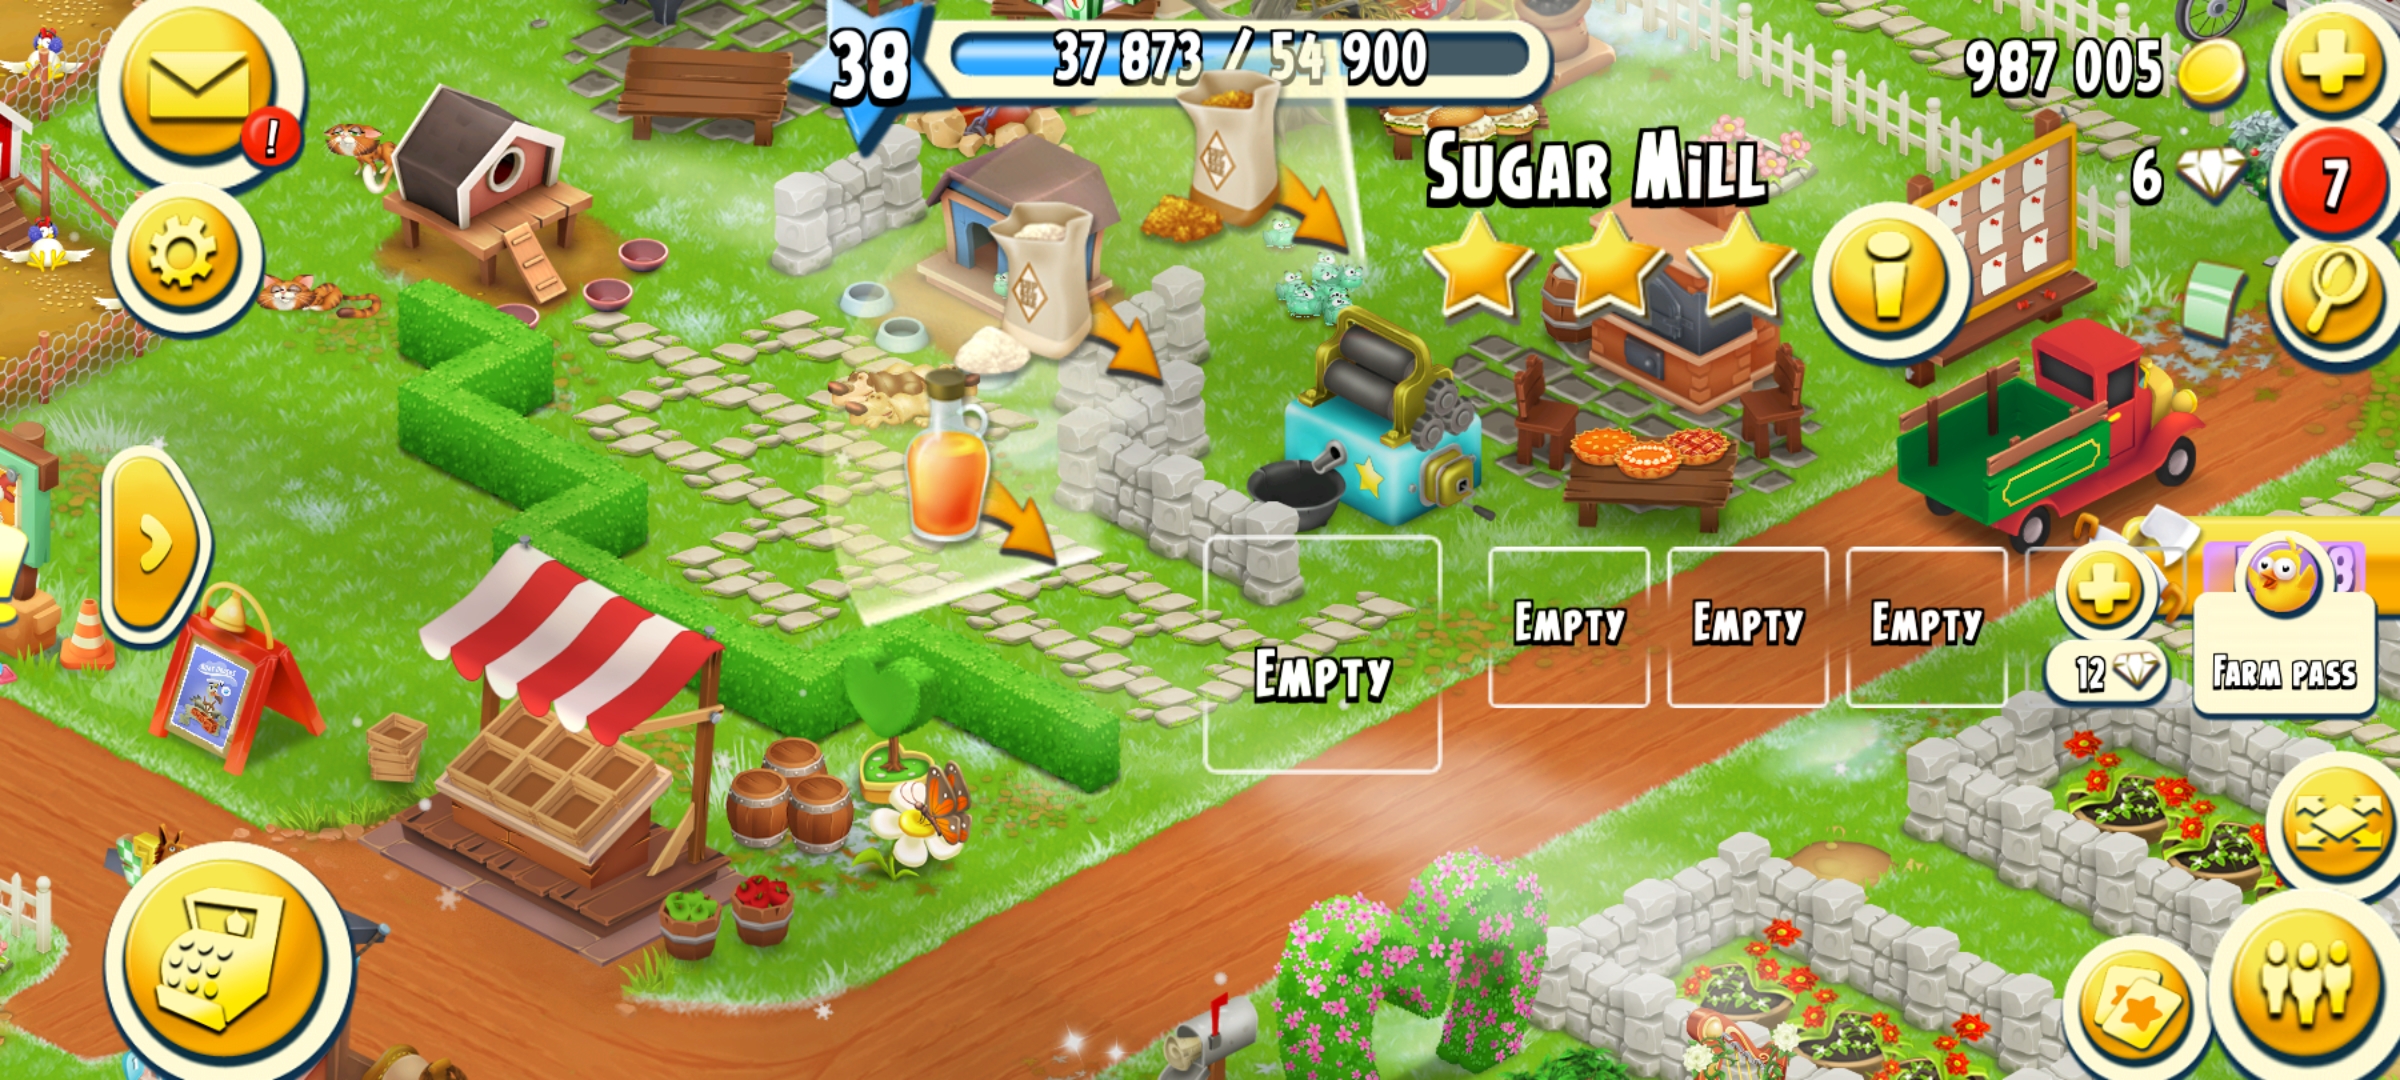 38
37 873 / 54 900
987 005
!
6
7
SUGAR MILL
EMPTY
EMPTY
EMPTY
EMPTY
12
FARM PASS